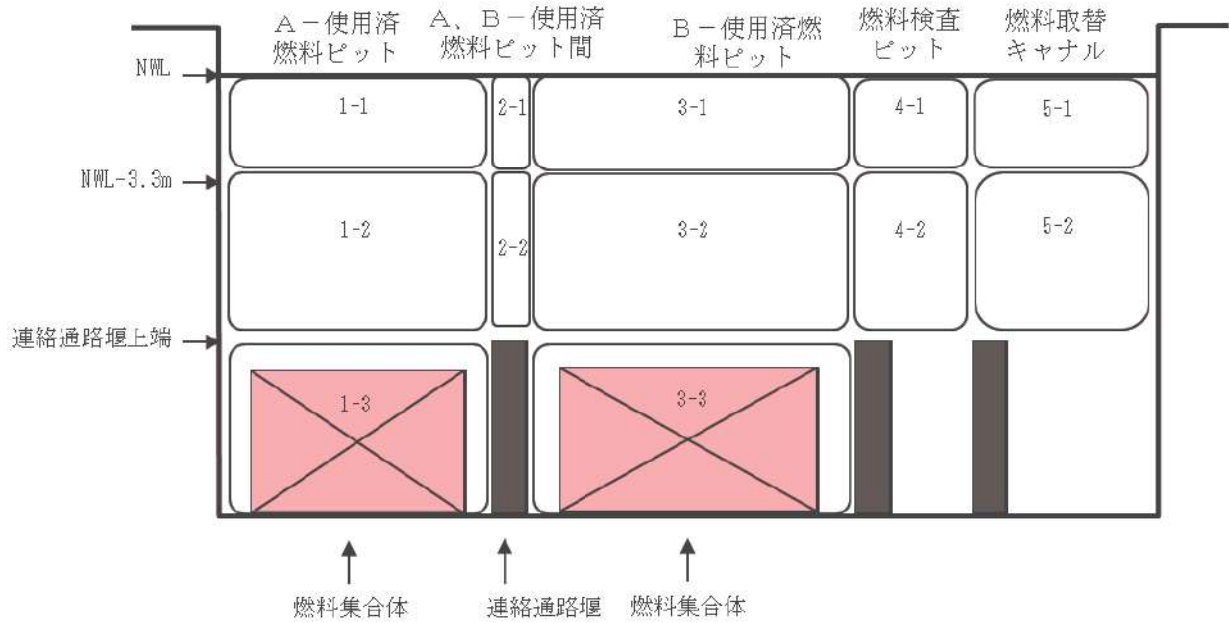 A－使用済
燃料ピット
A、B－使用済
燃料ピット間
B－使用済燃
料ピット
燃料検査
ピット
燃料取替
キャナル
NWL
1-1
2-1
3-1
4-1
5-1
NWL-3.3m
1-2
2-2
3-2
4-2
5-2
連絡通路堰上端
1-3
3-3
燃料集合体
連絡通路堰
燃料集合体